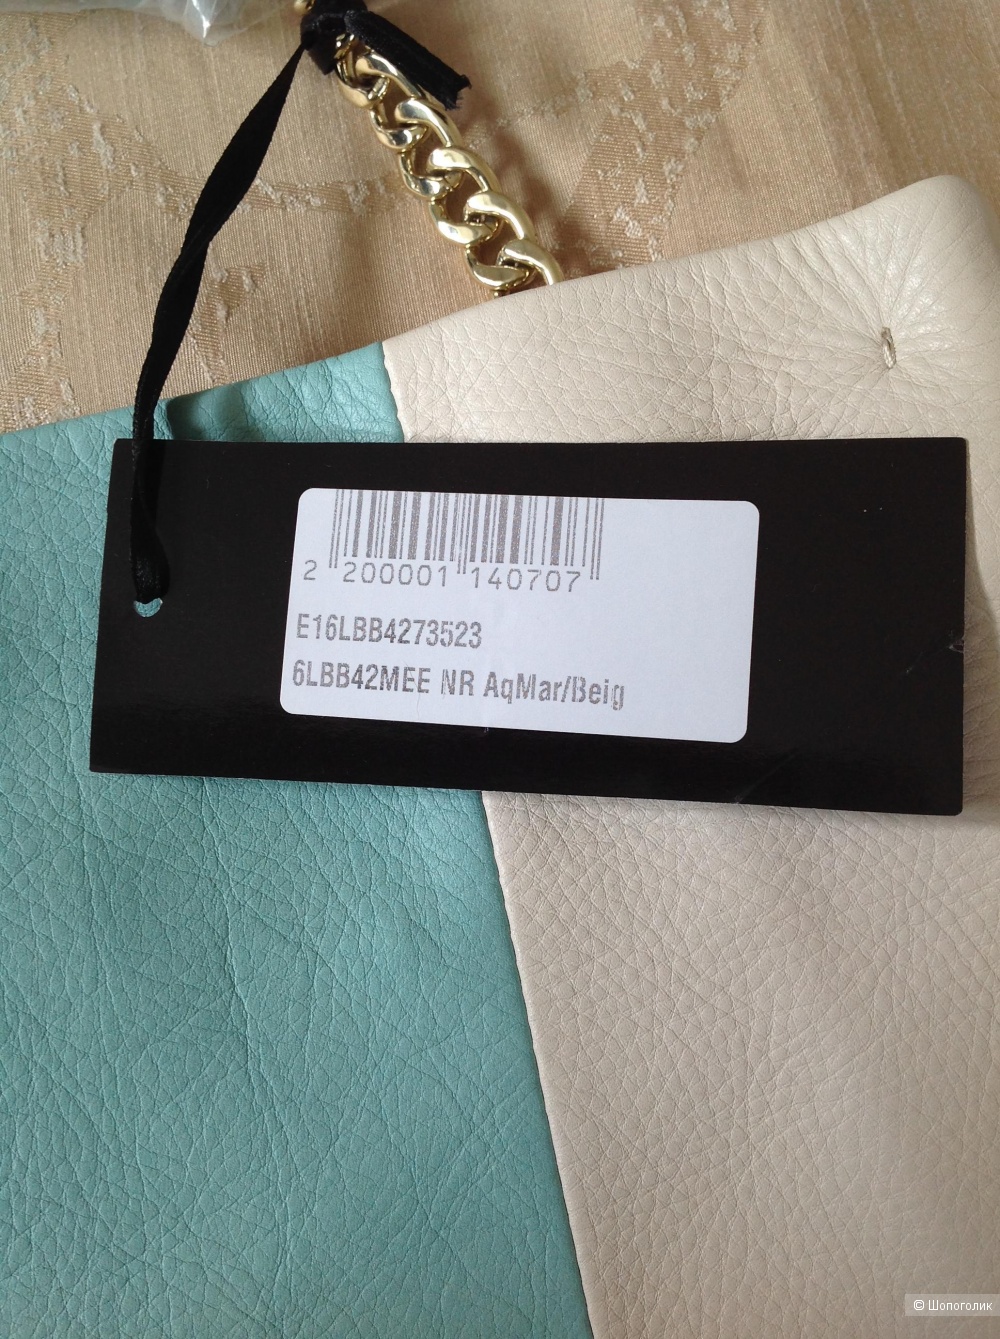 2 200001 140707
E16LBB4273523
6LBB42MEE NR AqMar/Beig
© Шопоголик